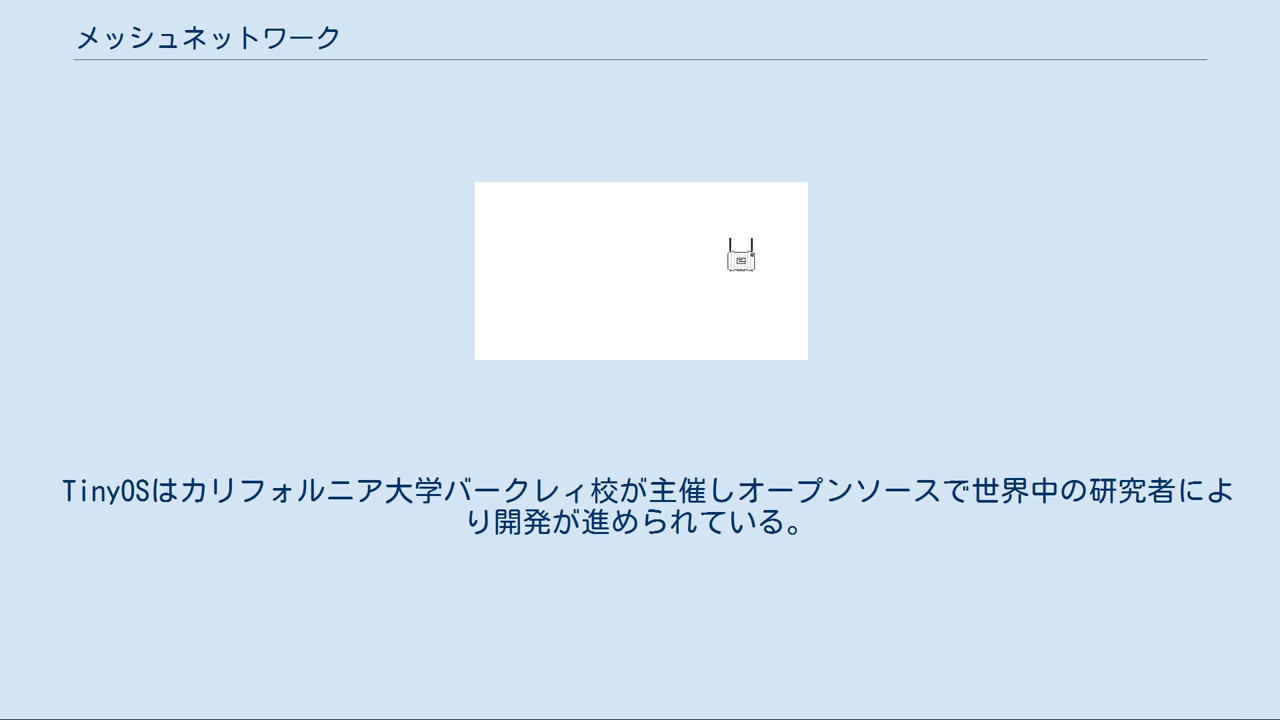 メッシュネットワーク
TinyOSはカリフォルニア大学バークレィ校が主催しオープンソースで世界中の研究者によ
り開発が進められている。